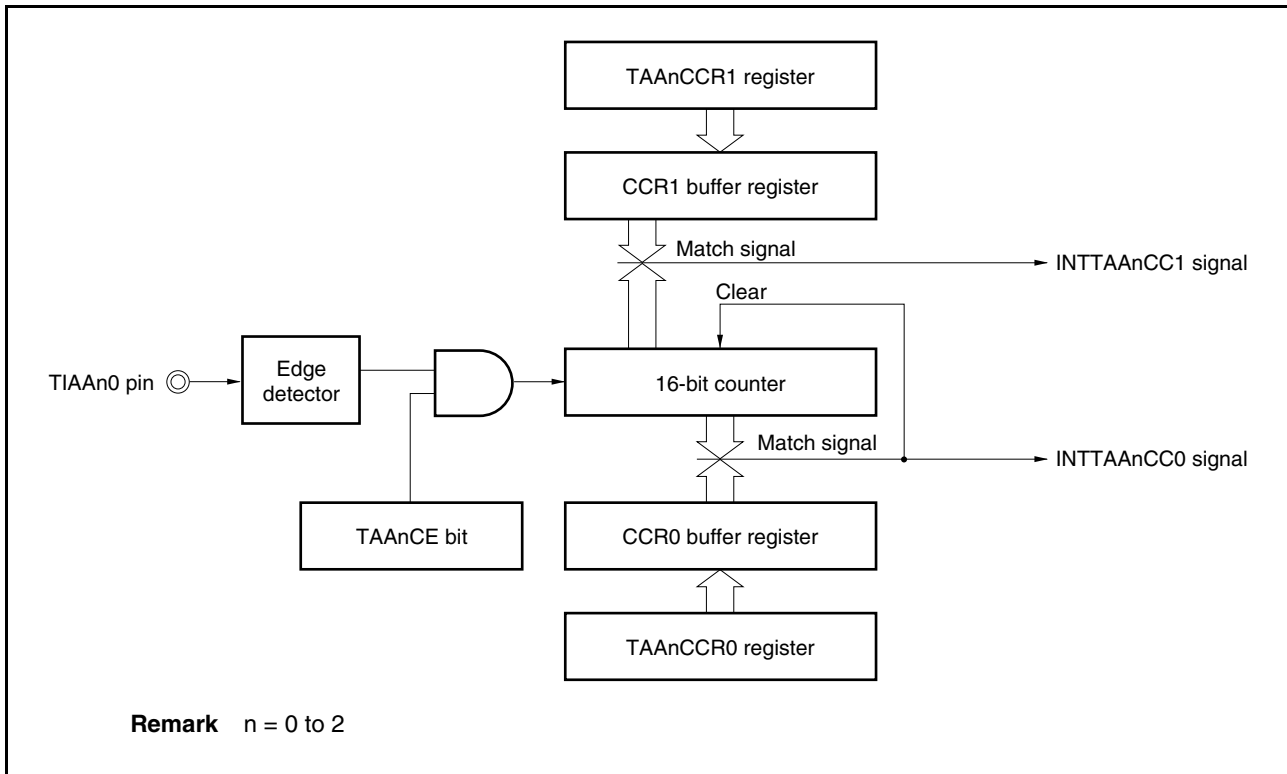 TAAnCCR1 register
CCR1 buffer register
Match signal
INTTAAnCC1 signal
Clear
TIAAn0 pin
Edge
detector
16-bit counter
Match signal
INTTAAnCC0 signal
TAAnCE bit
CCR0 buffer register
TAAnCCR0 register
Remark n = 0 to 2